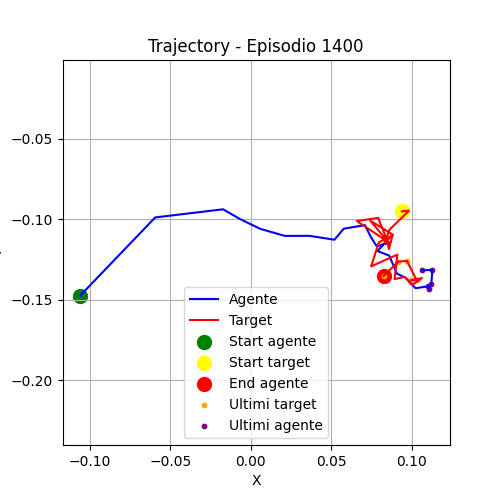 Trajectory - Episodio 1400
−0.05
−0.10
−0.15
−0.20
Agente
Target
Start agente
Start target
End agente
Ultimi target
Ultimi agente
−0.10
−0.05
0.00
0.05
0.10
X